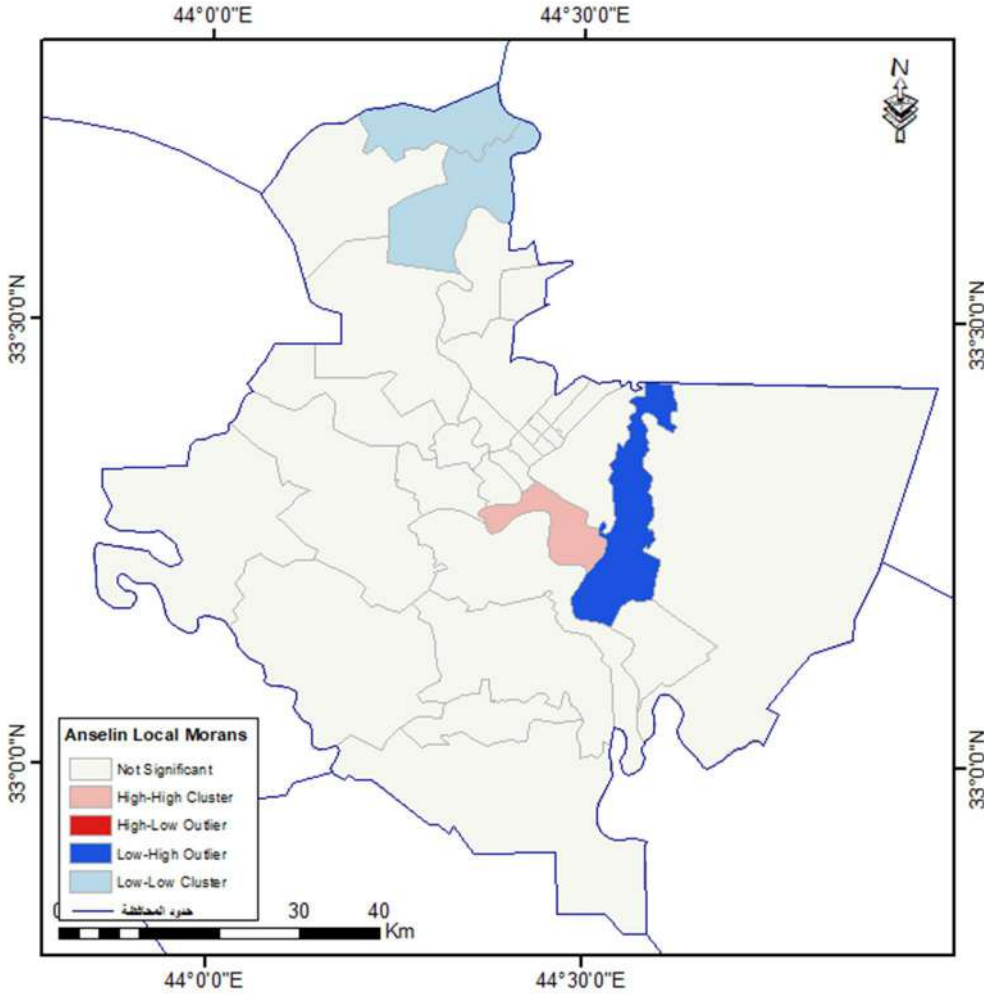 44°0'0"E
44°30'0"E
N
33°30'0"N
33°30'0"N
33°0'0"N
33°0'0"N
Anselin Local Morans
Not Significant
High-High Cluster
High-Low Outlier
Low-High Outlier
Low-Low Cluster
حدود المحافظة
30
40
Km
44°0'0"E
44°30'0"E